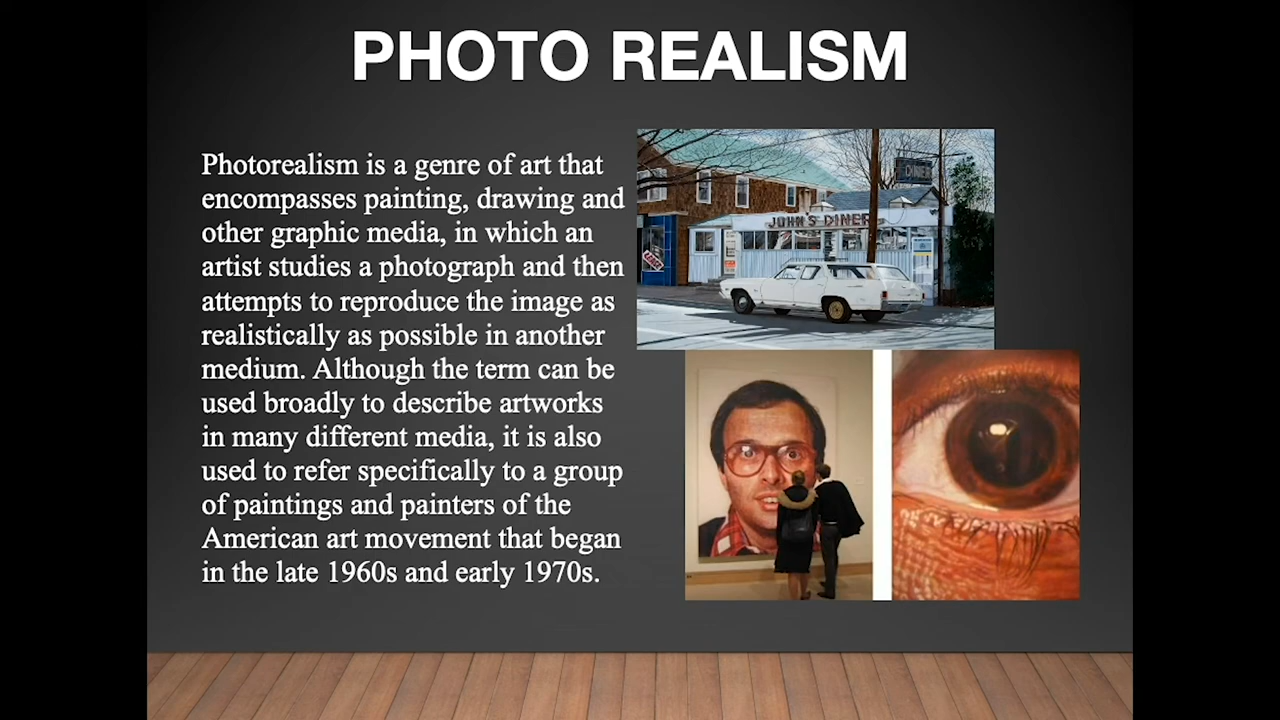 PHOTO REALISM
Photorealism is a genre of art that
encompasses painting, drawing and
other graphic media, in which an
artist studies a photograph and then
attempts to reproduce the image as
realistically as possible in another
medium. Although the term can be
used broadly to describe artworks
in many different media, it is also
used to refer specifically to a group
of paintings and painters of the
American art movement that began
in the late 1960s and early 1970s.
DINER
JOHN'S DINER